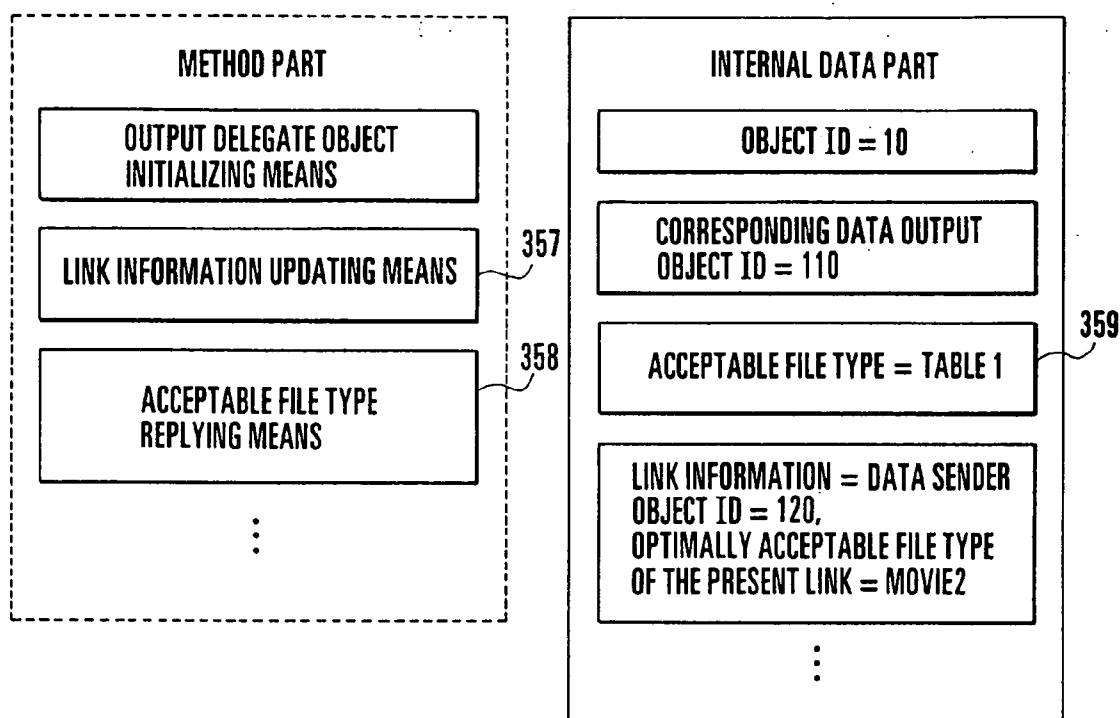 METHOD PART
OUTPUT DELEGATE OBJECT
INITIALIZING MEANS
LINK INFORMATION UPDATING MEANS
357
358
ACCEPTABLE FILE TYPE
REPLYING MEANS
INTERNAL DATA PART
OBJECT ID = 10
CORRESPONDING DATA OUTPUT
OBJECT ID = 110
359
ACCEPTABLE FILE TYPE = TABLE 1
LINK INFORMATION = DATA SENDER
OBJECT ID = 120,
OPTIMALLY ACCEPTABLE FILE TYPE
OF THE PRESENT LINK = MOVIE2